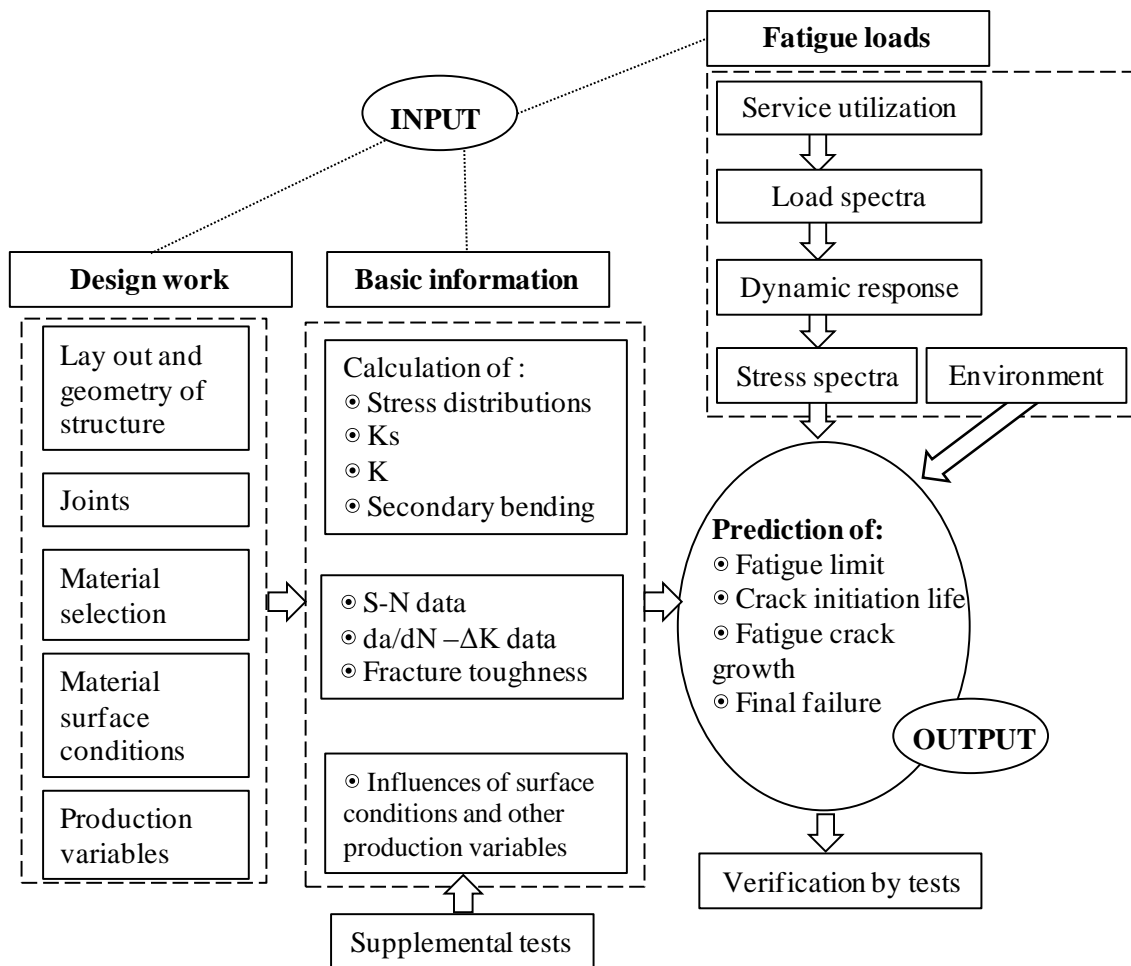 Fatigue loads
INPUT
Service utilization
Load spectra
Dynamic response
Stress spectra
Environment
Design work
Lay out and
geometry of
structure
Joints
Material
selection
Material
surface
conditions
Production
variables
Basic information
Calculation of :
⦿ Stress distributions
⦿ Ks
⦿ K
⦿ Secondary bending
⦿ S-N data
⦿ da/dN –ΔK data
⦿ Fracture toughness
⦿ Influences of surface
conditions and other
production variables
Supplemental tests
Prediction of:
⦿ Fatigue limit
⦿ Crack initiation life
⦿ Fatigue crack
growth
⦿ Final failure
OUTPUT
Verification by tests